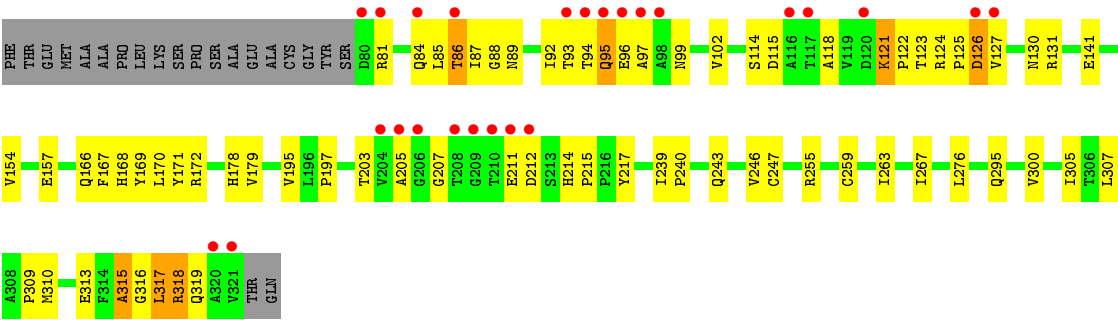 PHE THR GLU MET ALA ALA PRO LEU LYS SER PRO SER ALA GLU ALA CYS GLY TYR SER D80 R81 Q84 L85 T86 I87 G88 N89 I92 T93 T94 Q95 E96 A97 A98 N99 V102 S114 D115 A116 T117 A118 V119 D120 K121 P122 T123 R124 P125 D126 V127 N130 R131 E141
V154 E157 Q166 F167 H168 Y169 L170 Y171 R172 H178 V179 V195 L196 P197 T203 V204 A205 G206 G207 T208 G209 T210 E211 D212 S213 H214 P215 P216 Y217 I239 P240 Q243 V246 C247 R255 C259 I263 I267 L276 Q295 V300 I305 T306 L307
A308 P309 M310 E313 F314 A315 G316 L317 R318 Q319 A320 V321 THR GLN